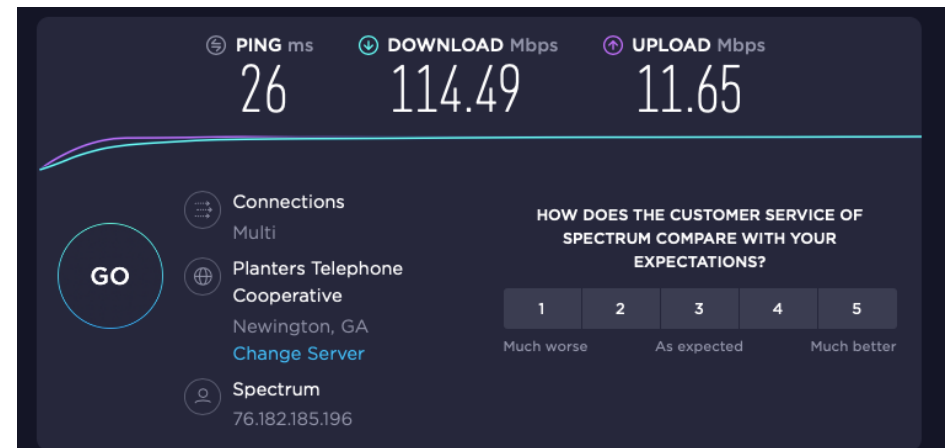 PING ms
DOWNLOAD Mbps
UPLOAD Mbps
26
114.49
11.65
GO
Connections
Multi
Planters Telephone
Cooperative
Newington, GA
Change Server
Spectrum
76.182.185.196
HOW DOES THE CUSTOMER SERVICE OF
SPECTRUM COMPARE WITH YOUR
EXPECTATIONS?
1 2 3 4 5
Much worse As expected Much better